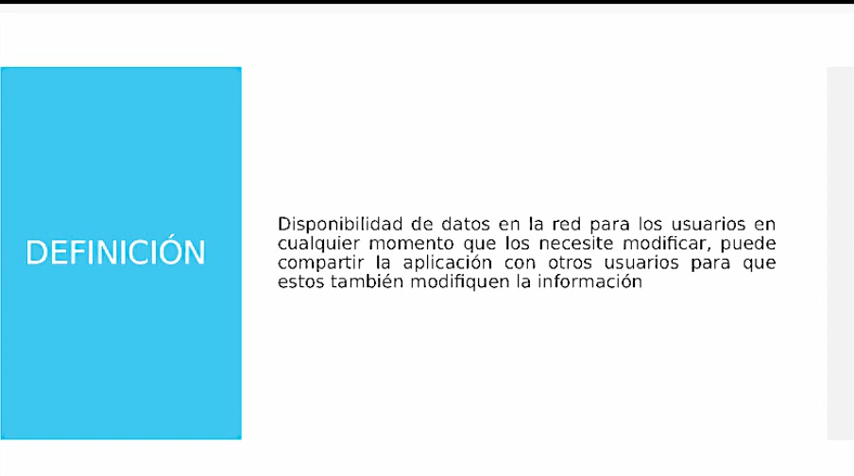 DEFINICIÓN
Disponibilidad de datos en la red para los usuarios en
cualquier momento que los necesite modificar, puede
compartir la aplicación con otros usuarios para que
estos también modifiquen la información